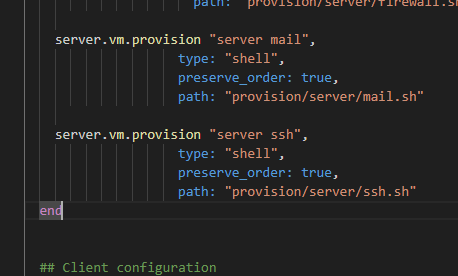 path: "provision/server/firewall.sh
server.vm.provision "server mail",
type: "shell",
preserve_order: true,
path: "provision/server/mail.sh"
server.vm.provision "server ssh",
type: "shell",
preserve_order: true,
path: "provision/server/ssh.sh"
end
## Client configuration